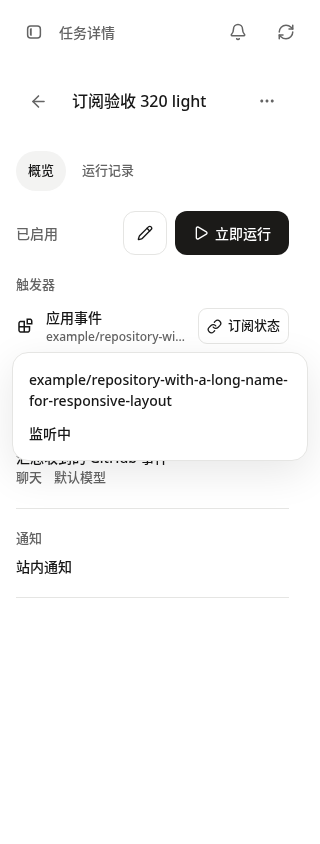 任务详情
订阅验收 320 light
概览
运行记录
已启用
立即运行
触发器
应用事件
example/repository-wi...
订阅状态
example/repository-with-a-long-name-
for-responsive-layout
监听中
聊天 默认模型
通知
站内通知